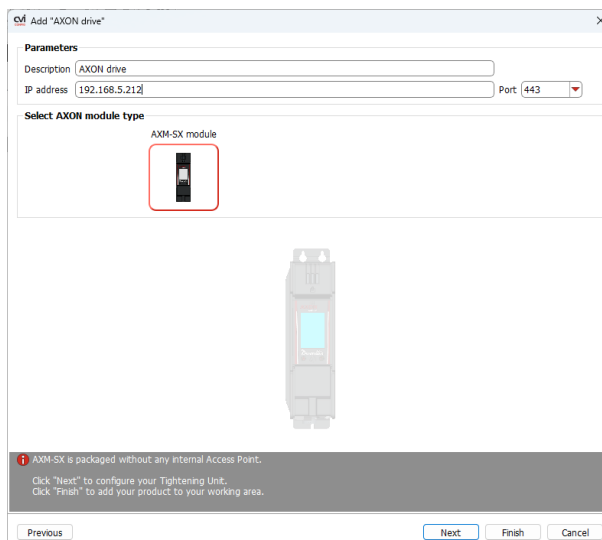 cvi
CONFIG
Add "AXON drive"
Parameters
Description AXON drive
IP address 192.168.5.212 Port 443
Select AXON module type
AXM-SX module
AXM-SX is packaged without any internal Access Point.
Click "Next" to configure your Tightening Unit.
Click "Finish" to add your product to your working area.
Previous Next Finish Cancel